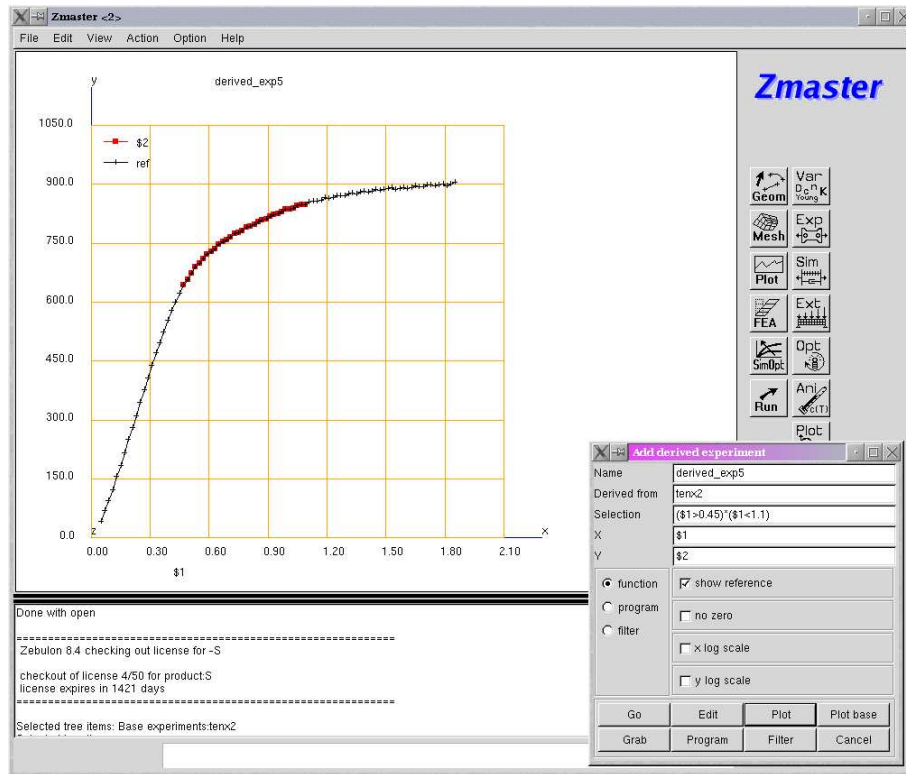 Zmaster <2>
File Edit View Action Option Help
y
derived_exp5
1050.0
$2
ref
900.0
750.0
600.0
450.0
300.0
150.0
0.0
z
x
0.00 0.30 0.60 0.90 1.20 1.50 1.80 2.10
$1
Zmaster
Geom
Var
D c n K
Young
Mesh
Exp
Plot
Sim
FEA
Ext
SimOpt
Opt
Run
Ani
c(T)
Plot
Done with open
================================================================
Zebulon 8.4 checking out license for -S
checkout of license 4/50 for product:S
license expires in 1421 days
================================================================
Selected tree items: Base experiments:tenx2
Add derived experiment
Name derived_exp5
Derived from tenx2
Selection ($1>0.45)*($1<1.1)
X $1
Y $2
function
program
filter
show reference
no zero
x log scale
y log scale
Go Edit Plot Plot base
Grab Program Filter Cancel